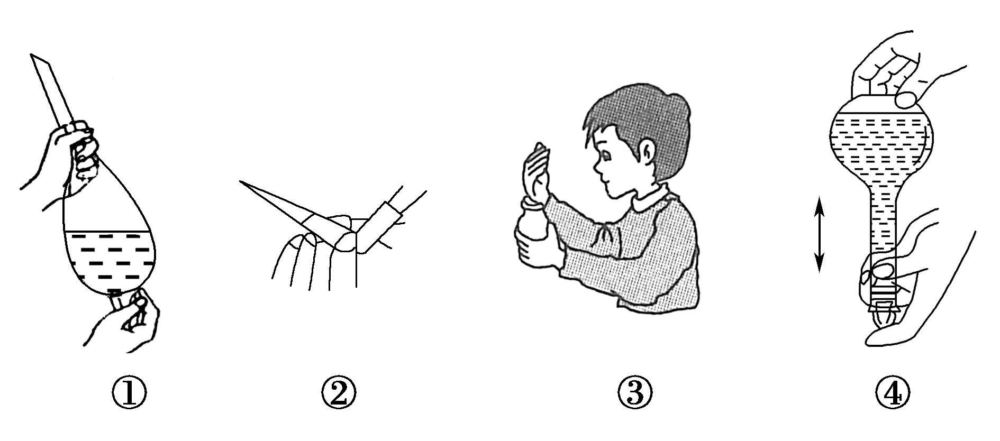 ① ② ③ ④